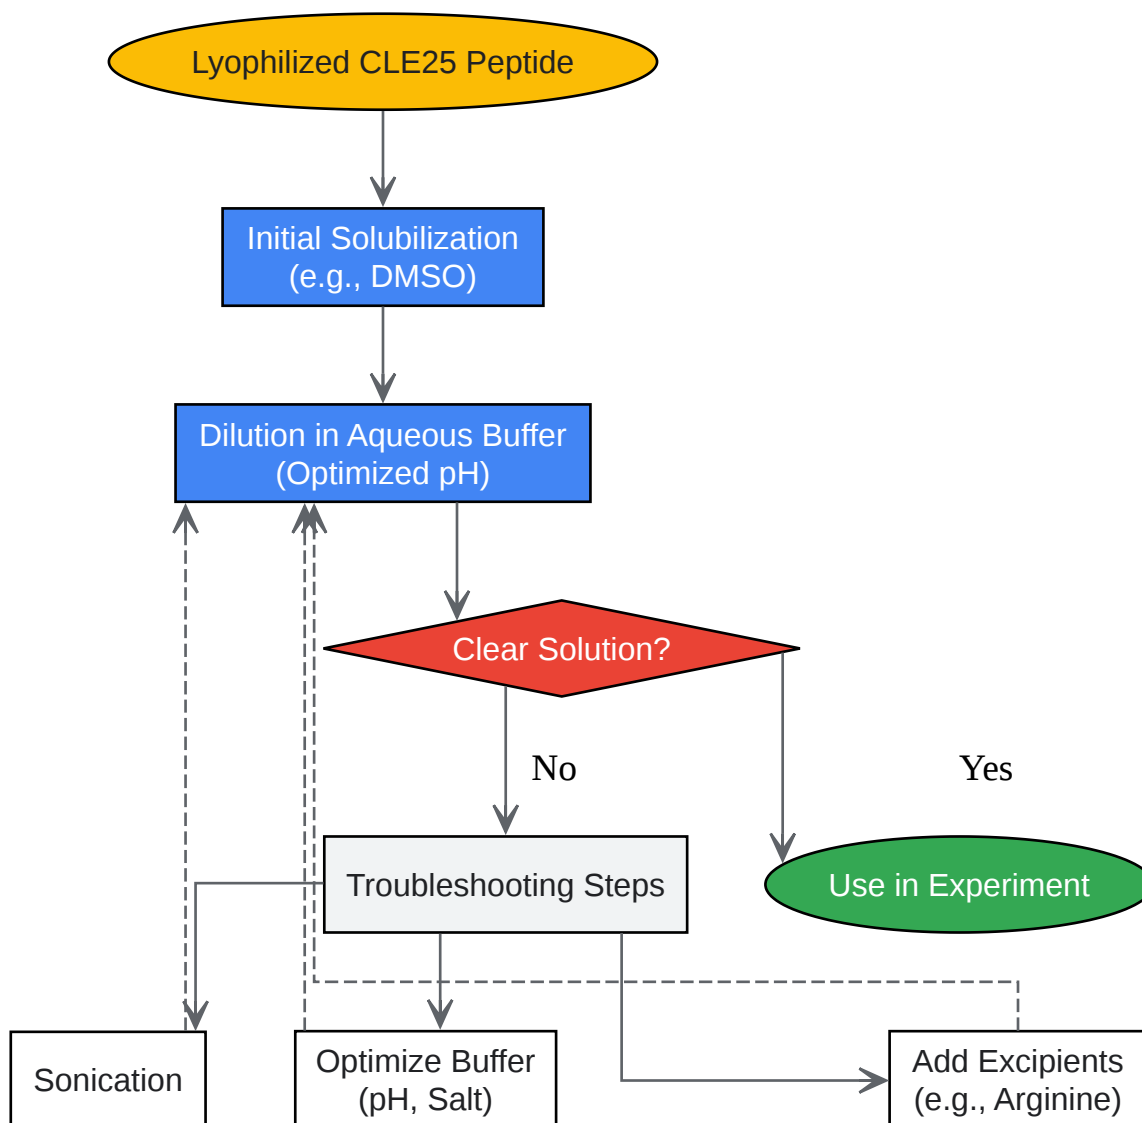 Lyophilized CLE25 Peptide
Initial Solubilization
(e.g., DMSO)
Dilution in Aqueous Buffer
(Optimized pH)
Clear Solution?
No
Yes
Troubleshooting Steps
Use in Experiment
Sonication
Optimize Buffer
(pH, Salt)
Add Excipients
(e.g., Arginine)